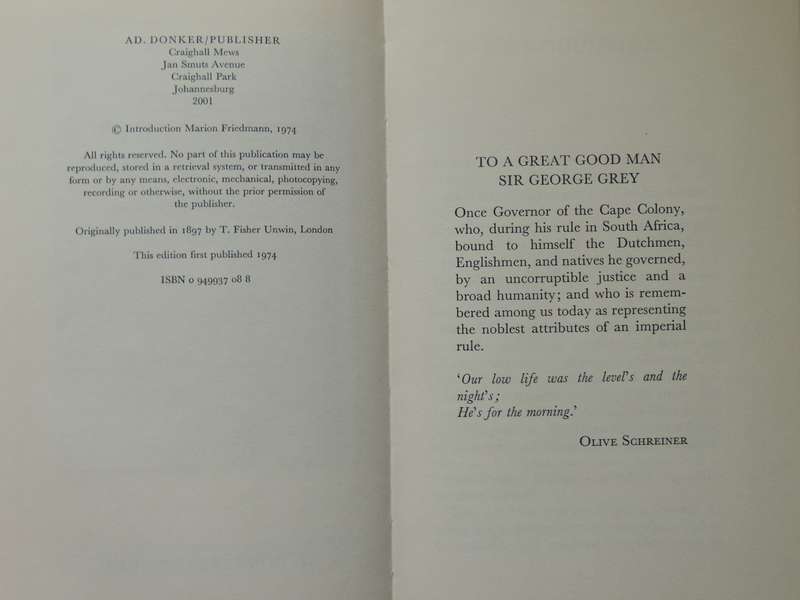 AD. DONKER/PUBLISHER
Craighall Mews
Jan Smuts Avenue
Craighall Park
Johannesburg
2001
© Introduction Marion Friedmann, 1974
All rights reserved. No part of this publication may be
reproduced, stored in a retrieval system, or transmitted in any
form or by any means, electronic, mechanical, photocopying,
recording or otherwise, without the prior permission of
the publisher.
Originally published in 1897 by T. Fisher Unwin, London
This edition first published 1974
ISBN 0 949937 08 8
TO A GREAT GOOD MAN
SIR GEORGE GREY
Once Governor of the Cape Colony,
who, during his rule in South Africa,
bound to himself the Dutchmen,
Englishmen, and natives he governed,
by an uncorruptible justice and a
broad humanity; and who is remem-
bered among us today as representing
the noblest attributes of an imperial
rule.
‘Our low life was the level's and the
night's;
He's for the morning.’
OLIVE SCHREINER